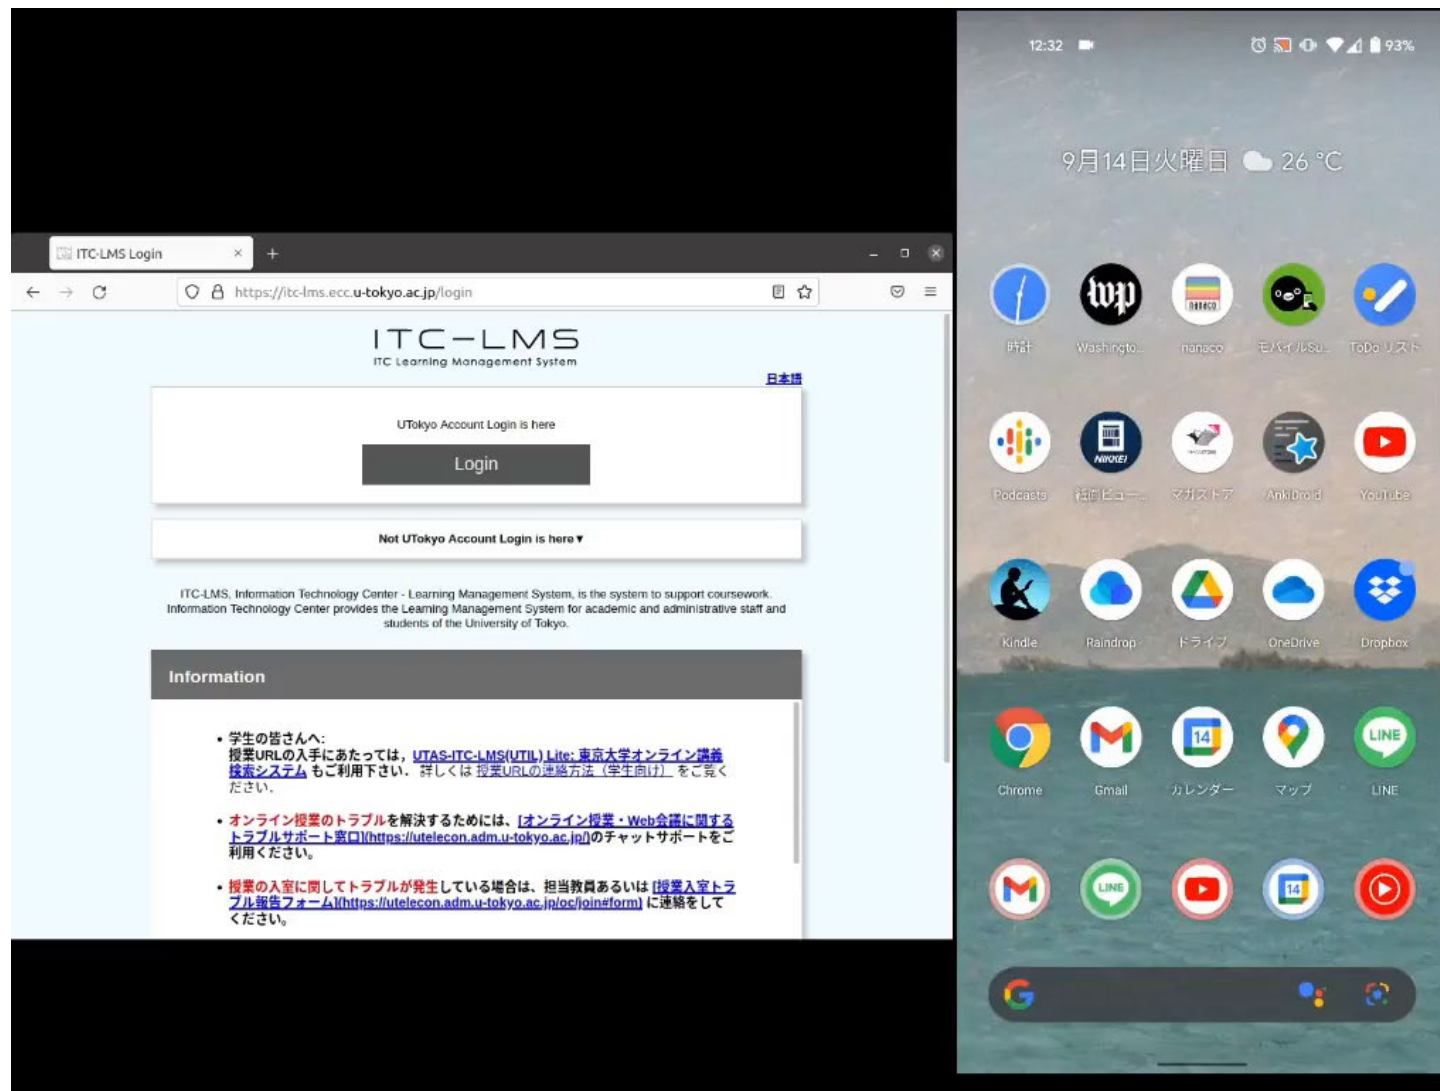 ITC-LMS Login
https://itc-lms.ecc.u-tokyo.ac.jp/login
ITC-LMS
ITC Learning Management System
日本語
UTokyo Account Login is here
Login
Not UTokyo Account Login is here▼
ITC-LMS, Information Technology Center - Learning Management System, is the system to support coursework.
Information Technology Center provides the Learning Management System for academic and administrative staff and
students of the University of Tokyo.
Information
• 学生の皆さんへ:
授業URLの入手にあたっては，UTAS-ITC-LMS(UTIL) Lite: 東京大学オンライン講義
検索システム もご利用下さい． 詳しくは 授業URLの連絡方法（学生向け） をご覧く
ださい．
• オンライン授業のトラブルを解決するためには、[オンライン授業・Web会議に関する
トラブルサポート窓口](https://utelecon.adm.u-tokyo.ac.jp/)のチャットサポートをご
利用ください。
• 授業の入室に関してトラブルが発生している場合は、担当教員あるいは [授業入室トラ
ブル報告フォーム](https://utelecon.adm.u-tokyo.ac.jp/oc/join#form) に連絡をして
ください。
12:32
93%
9月14日火曜日 26 °C
wp
nanaco
時計 Washingto... nanaco モバイルSu... ToDo リスト
NIKKEI
Podcasts 紙面ビュー... マガストア AnkiDroid YouTube
Kindle Raindrop ドライブ OneDrive Dropbox
14 LINE
Chrome Gmail カレンダー マップ LINE
LINE 14
G